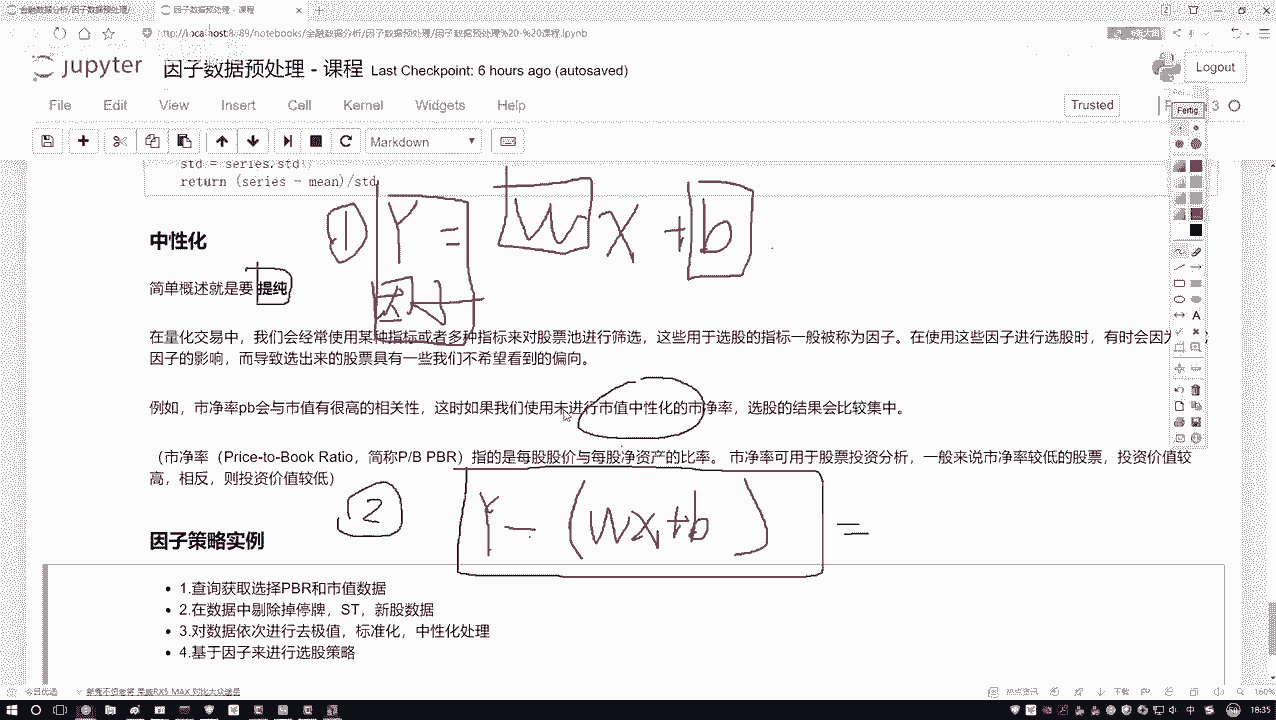 金融数据分析/因子数据预处理/
因子数据预处理 - 课程
localhost:8889/notebooks/金融数据分析/因子数据预处理/因子数据预处理%20-%20课程.ipynb
jupyter 因子数据预处理 - 课程 Last Checkpoint: 6 hours ago (autosaved)
Logout
File Edit View Insert Cell Kernel Widgets Help
Trusted
3
Fertig
Markdown
std = series.std
return (series - mean)/std
① Y = W X + b
因子
中性化
简单概述就是要 提纯
在量化交易中，我们会经常使用某种指标或者多种指标来对股票池进行筛选，这些用于选股的指标一般被称为因子。在使用这些因子进行选股时，有时会因为
因子的影响，而导致选出来的股票具有一些我们不希望看到的偏向。
例如，市净率pb会与市值有很高的相关性，这时如果我们使用未进行市值中性化的市净率，选股的结果会比较集中。
（市净率（Price-to-Book Ratio，简称P/B PBR）指的是每股股价与每股净资产的比率。 市净率可用于股票投资分析，一般来说市净率较低的股票，投资价值较
高，相反，则投资价值较低）
② Y - (WX+b) =
因子策略实例
1.查询获取选择PBR和市值数据
2.在数据中剔除掉停牌，ST，新股数据
3.对数据依次进行去极值，标准化，中性化处理
4.基于因子来进行选股策略
今日优选
热点资讯
下载
160%
18:35